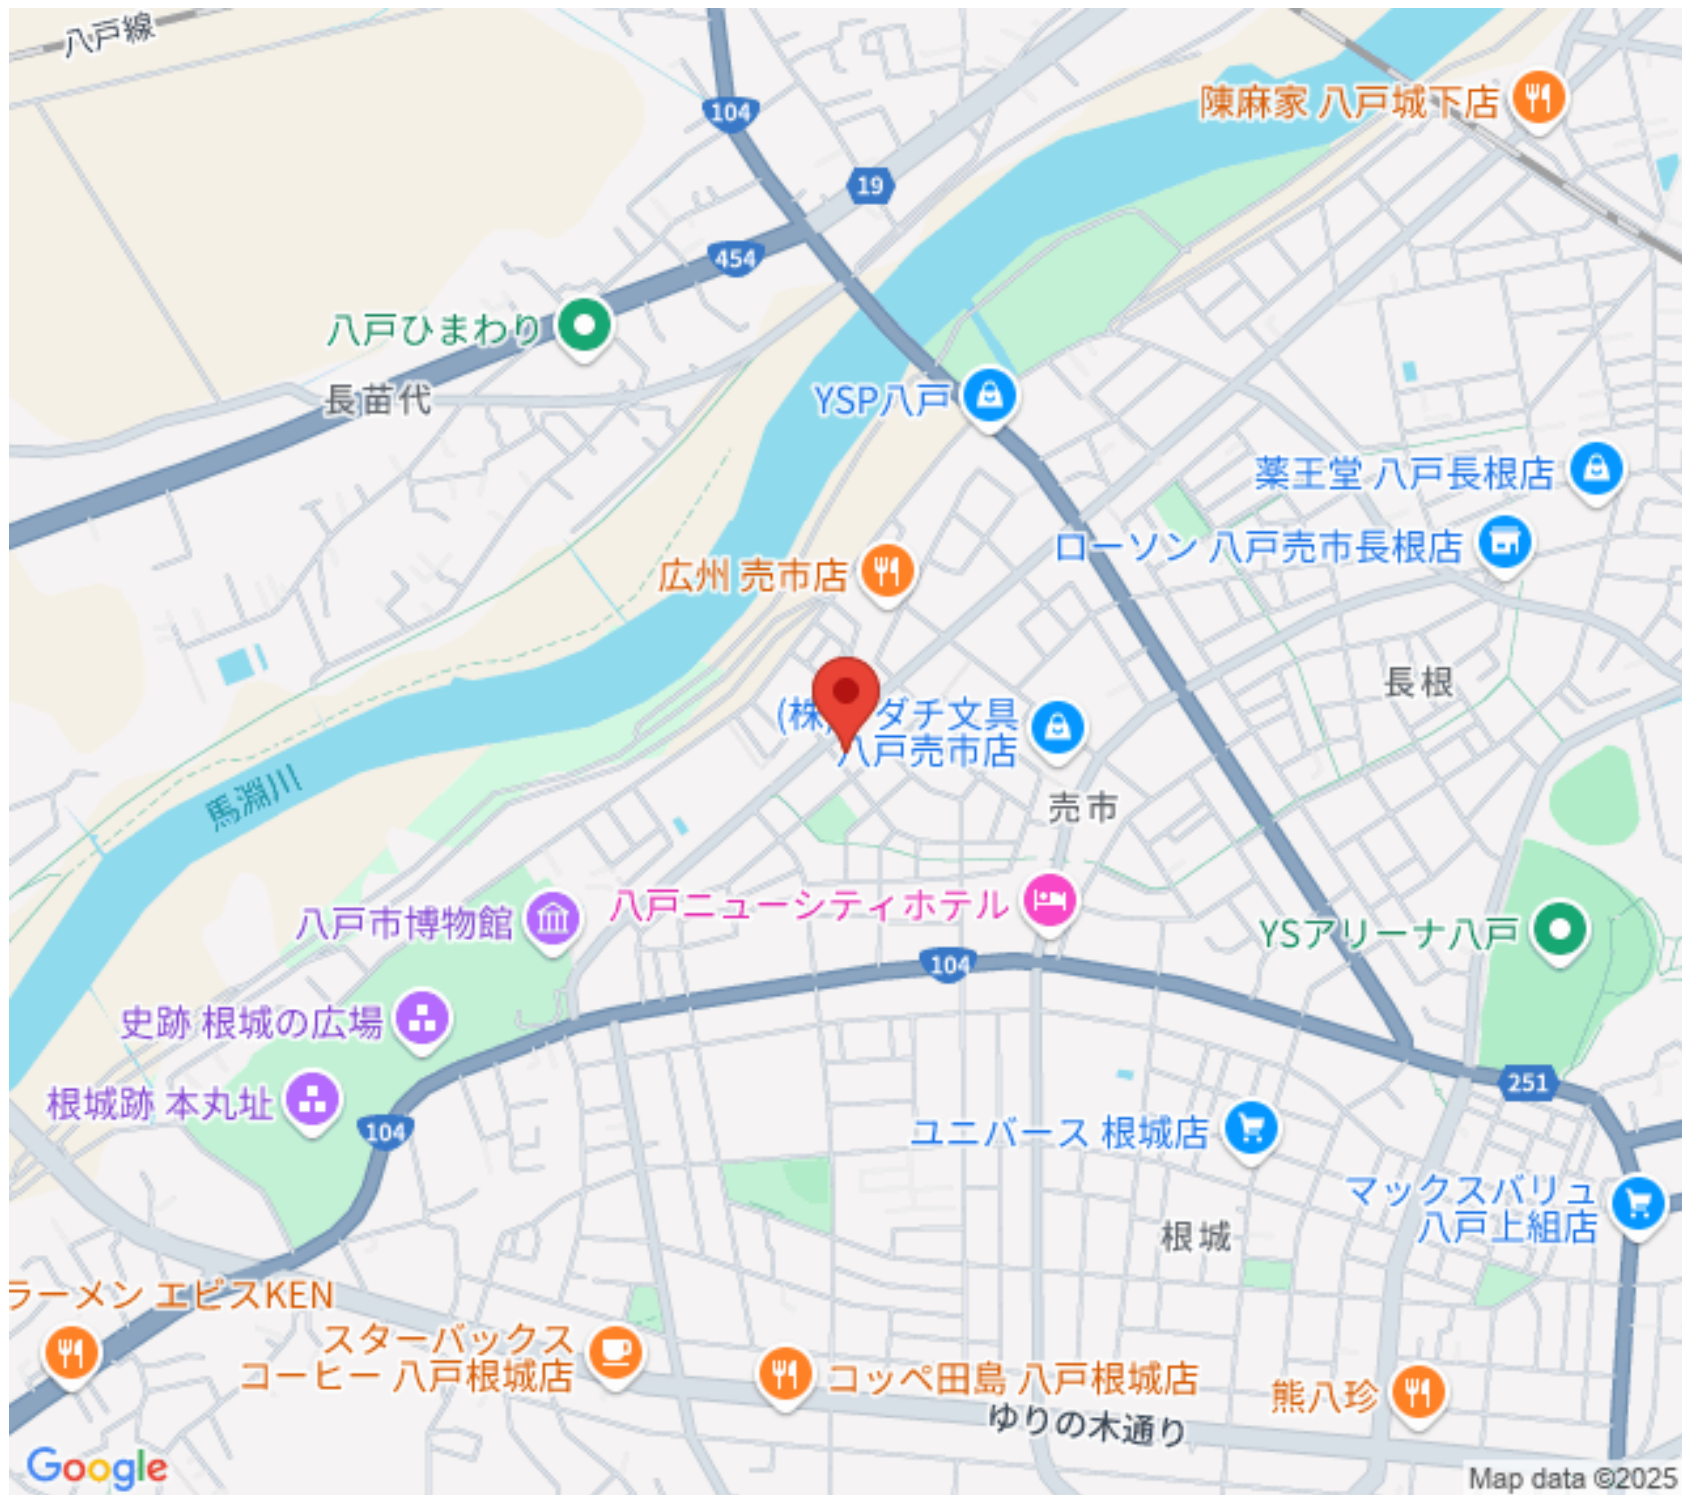 八戸線
陳麻家 八戸城下店
104
19
454
八戸ひまわり
長苗代
YSP八戸
薬王堂 八戸長根店
ローソン 八戸売市長根店
広州 売市店
長根
(株)
ダチ文具
八戸売市店
馬淵川
売市
八戸市博物館
八戸ニューシティホテル
YSアリーナ八戸
104
史跡 根城の広場
251
根城跡 本丸址
104
ユニバース 根城店
マックスバリュ
八戸上組店
根城
ラーメン エビスKEN
スターバックス
コーヒー 八戸根城店
コッペ田島 八戸根城店
熊八珍
ゆりの木通り
Google
Map data ©2025